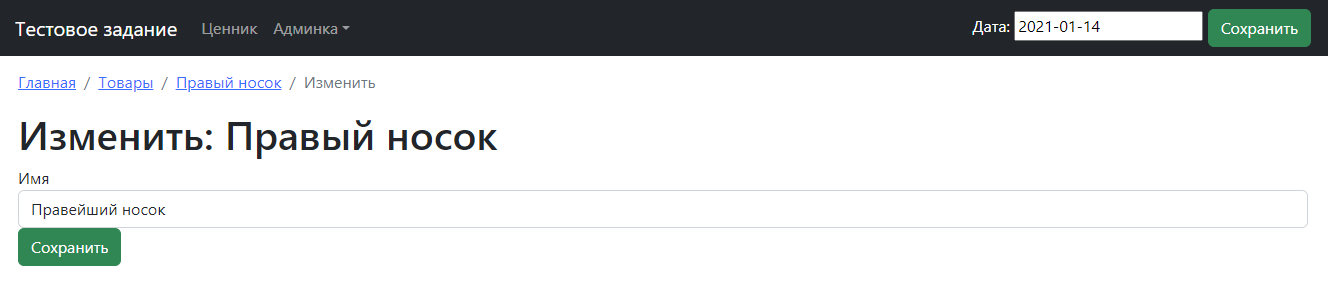 Тестовое задание Ценник Админка Дата: 2021-01-14 Сохранить
Главная / Товары / Правый носок / Изменить
Изменить: Правый носок
Имя
Правейший носок
Сохранить